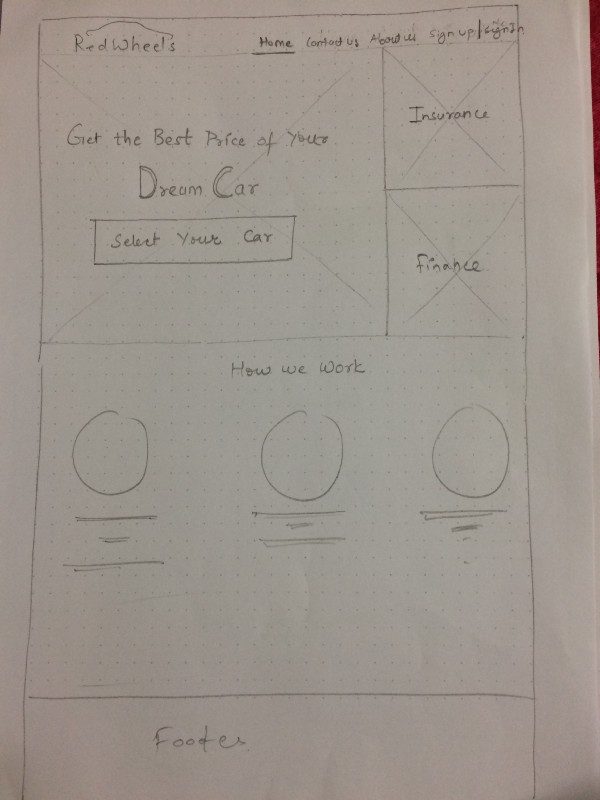 RedWheels
Home Contact us About us Sign up/signin
Get the Best Price of Your
Dream Car
Select Your Car
Insurance
Finance
How we Work
Footer